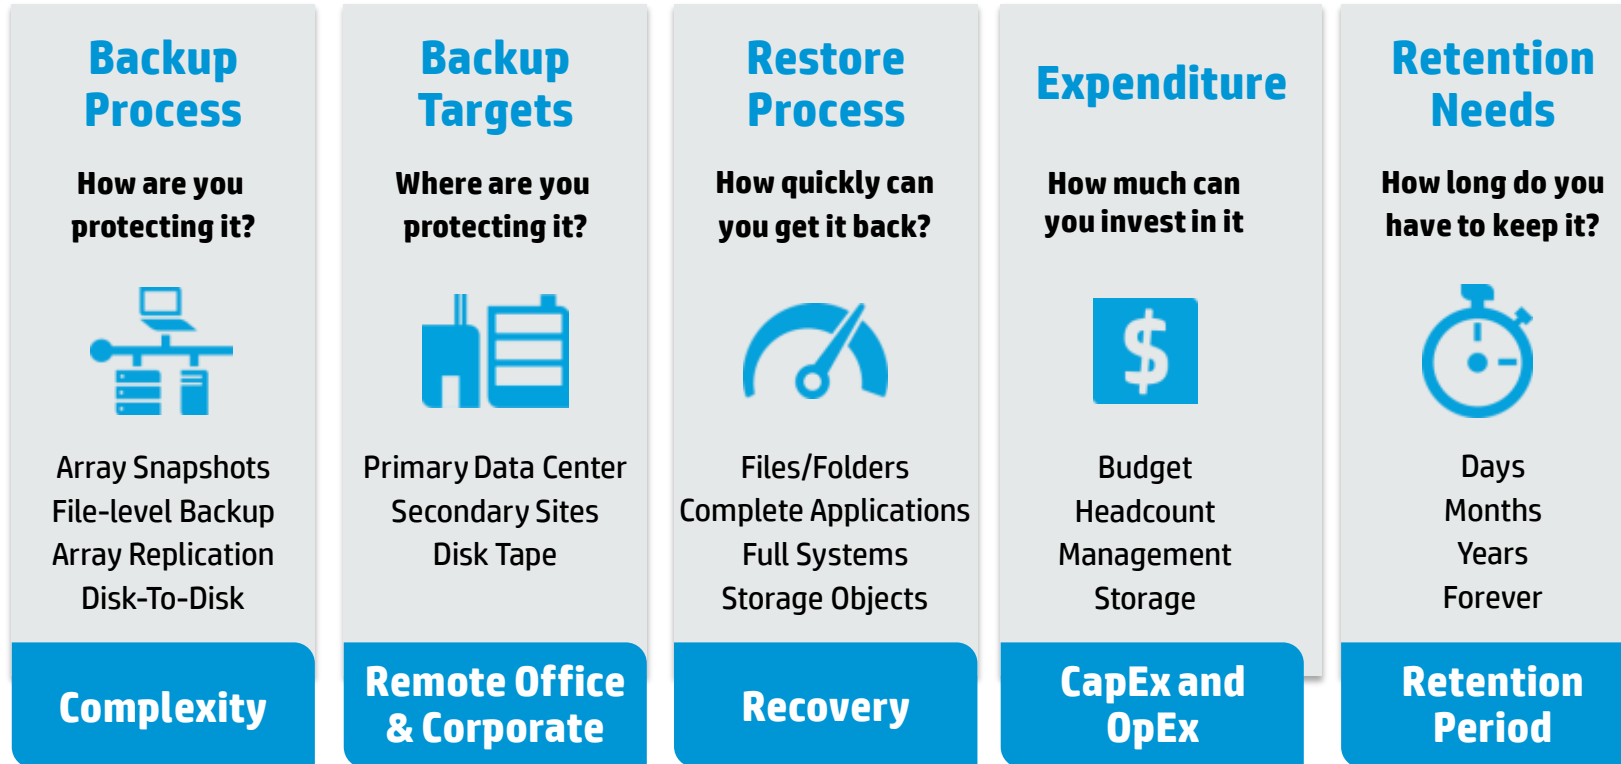 Backup
Process
How are you
protecting it?
Array Snapshots
File-level Backup
Array Replication
Disk-To-Disk
Complexity
Backup
Targets
Where are you
protecting it?
Primary Data Center
Secondary Sites
Disk Tape
Remote Office
& Corporate
Restore
Process
How quickly can
you get it back?
Files/Folders
Complete Applications
Full Systems
Storage Objects
Recovery
Expenditure
How much can
you invest in it
$
Budget
Headcount
Management
Storage
CapEx and
OpEx
Retention
Needs
How long do you
have to keep it?
Days
Months
Years
Forever
Retention
Period